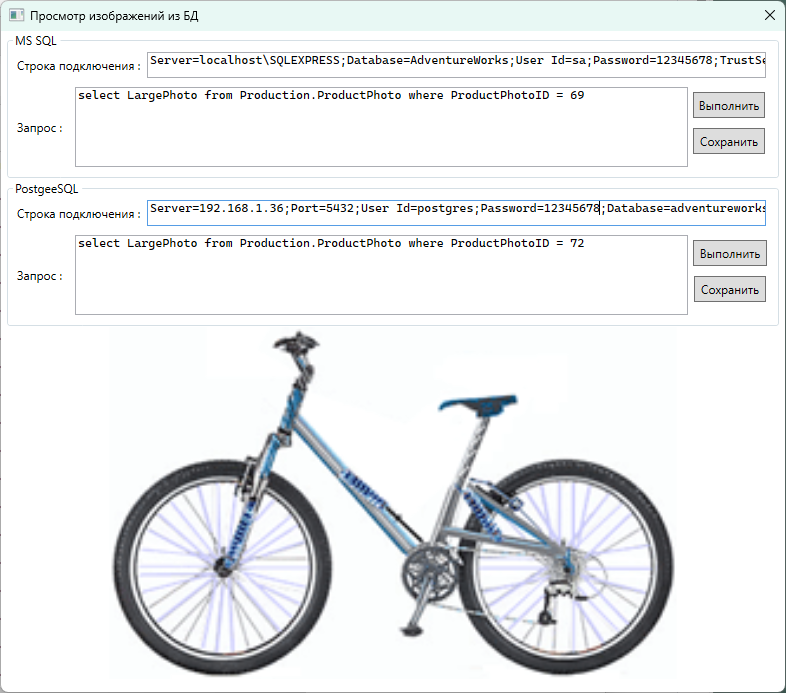 Просмотр изображений из БД
MS SQL
Строка подключения :
Server=localhost\SQLEXPRESS;Database=AdventureWorks;User Id=sa;Password=12345678;TrustSe
select LargePhoto from Production.ProductPhoto where ProductPhotoID = 69
Запрос :
Выполнить
Сохранить
PostgeeSQL
Строка подключения :
Server=192.168.1.36;Port=5432;User Id=postgres;Password=12345678;Database=adventureworks
select LargePhoto from Production.ProductPhoto where ProductPhotoID = 72
Запрос :
Выполнить
Сохранить